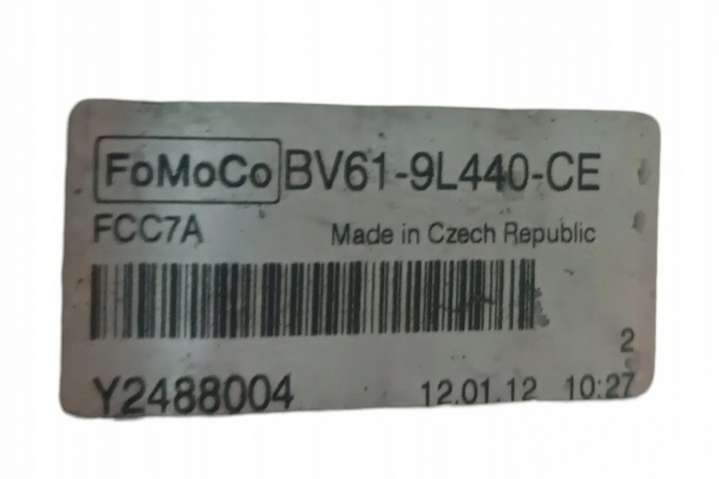 FoMoCo BV61-9L440-CE
FCC7A Made in Czech Republic
2
Y2488004 12.01.12 10:27